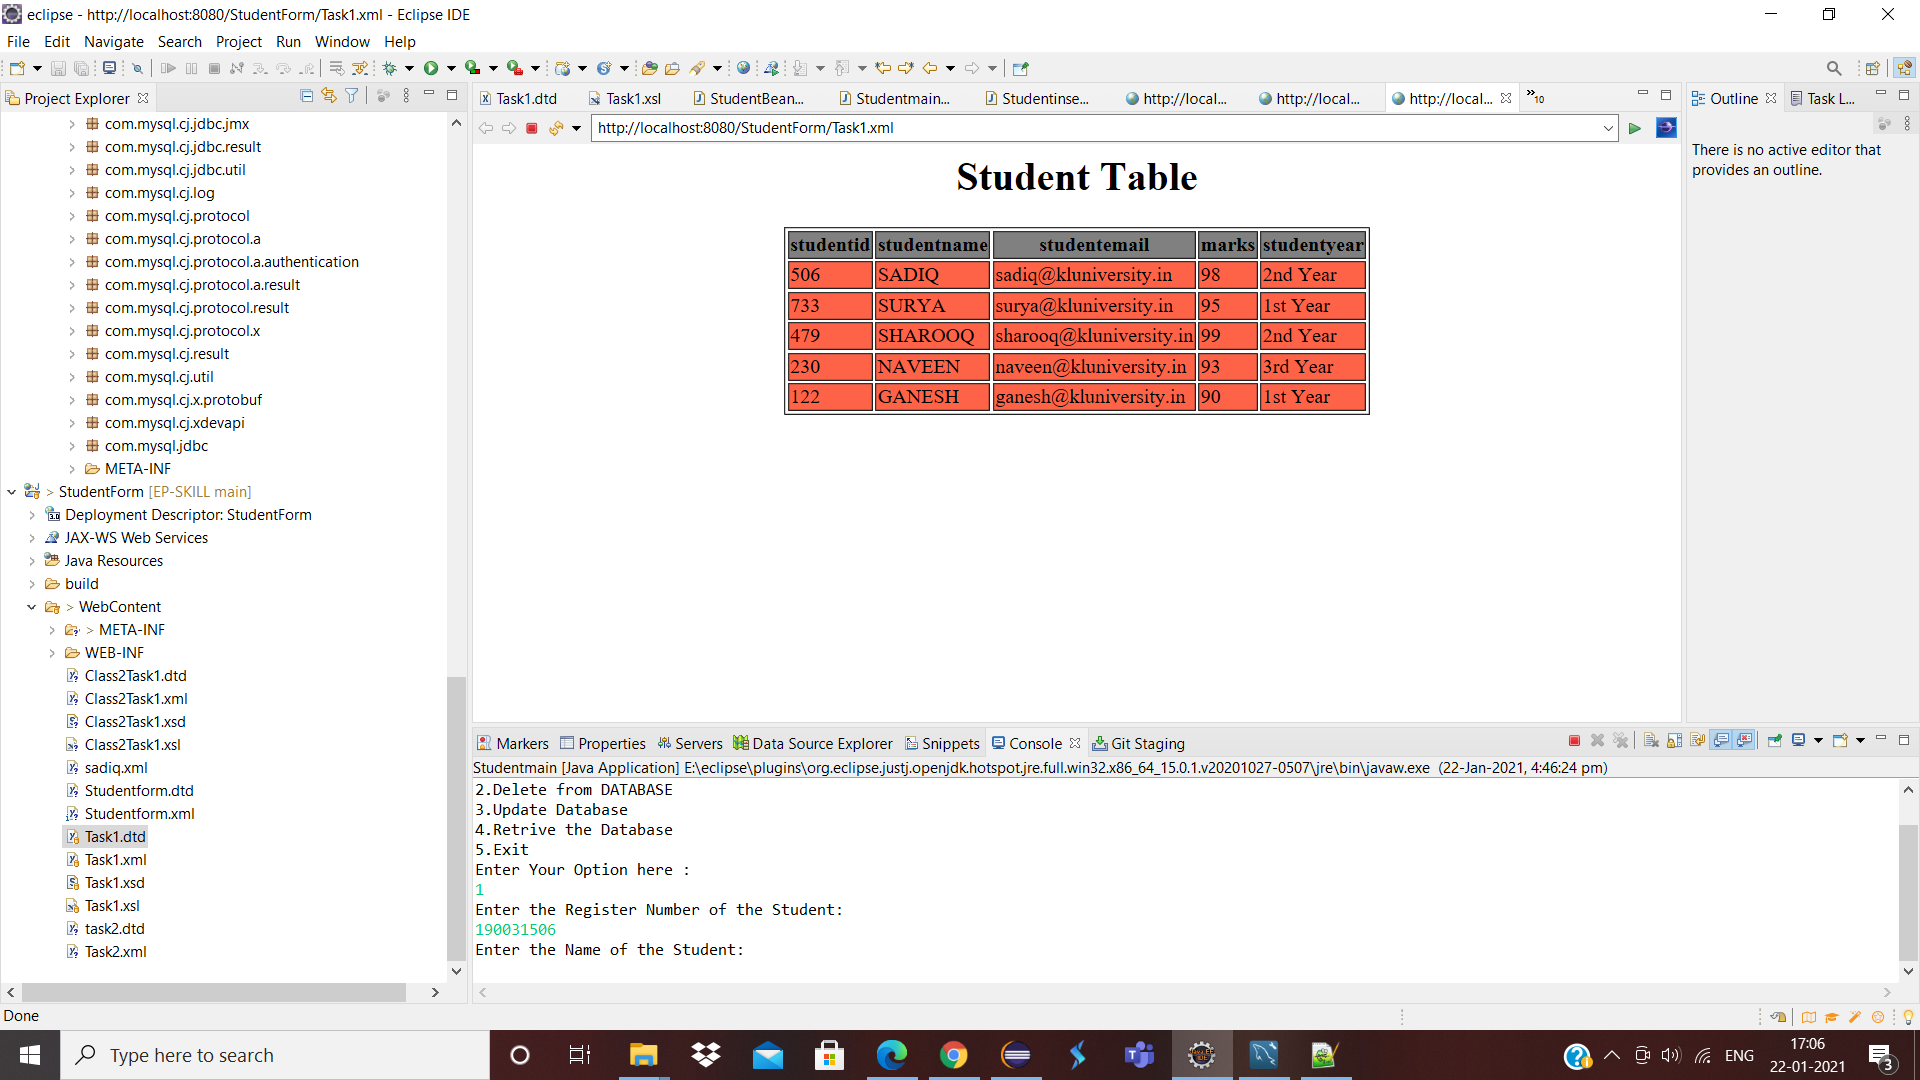 eclipse - http://localhost:8080/StudentForm/Task1.xml - Eclipse IDE
File Edit Navigate Search Project Run Window Help
Project Explorer
com.mysql.cj.jdbc.jmx
com.mysql.cj.jdbc.result
com.mysql.cj.jdbc.util
com.mysql.cj.log
com.mysql.cj.protocol
com.mysql.cj.protocol.a
com.mysql.cj.protocol.a.authentication
com.mysql.cj.protocol.a.result
com.mysql.cj.protocol.result
com.mysql.cj.protocol.x
com.mysql.cj.result
com.mysql.cj.util
com.mysql.cj.x.protobuf
com.mysql.cj.xdevapi
com.mysql.jdbc
META-INF
> StudentForm [EP-SKILL main]
Deployment Descriptor: StudentForm
JAX-WS Web Services
Java Resources
build
> WebContent
> META-INF
WEB-INF
Class2Task1.dtd
Class2Task1.xml
Class2Task1.xsd
Class2Task1.xsl
sadiq.xml
Studentform.dtd
Studentform.xml
Task1.dtd
Task1.xml
Task1.xsd
Task1.xsl
task2.dtd
Task2.xml
Task1.dtd Task1.xsl StudentBean... Studentmain... Studentinse... http://local... http://local... http://local... »10
http://localhost:8080/StudentForm/Task1.xml
Student Table
studentid studentname studentemail marks studentyear
506 SADIQ sadiq@kluniversity.in 98 2nd Year
733 SURYA surya@kluniversity.in 95 1st Year
479 SHAROOQ sharooq@kluniversity.in 99 2nd Year
230 NAVEEN naveen@kluniversity.in 93 3rd Year
122 GANESH ganesh@kluniversity.in 90 1st Year
Outline Task L...
There is no active editor that
provides an outline.
Markers Properties Servers Data Source Explorer Snippets Console Git Staging
Studentmain [Java Application] E:\eclipse\plugins\org.eclipse.justj.openjdk.hotspot.jre.full.win32.x86_64_15.0.1.v20201027-0507\jre\bin\javaw.exe (22-Jan-2021, 4:46:24 pm)
2.Delete from DATABASE
3.Update Database
4.Retrive the Database
5.Exit
Enter Your Option here :
1
Enter the Register Number of the Student:
190031506
Enter the Name of the Student:
Done
Type here to search
ENG
17:06
22-01-2021
3